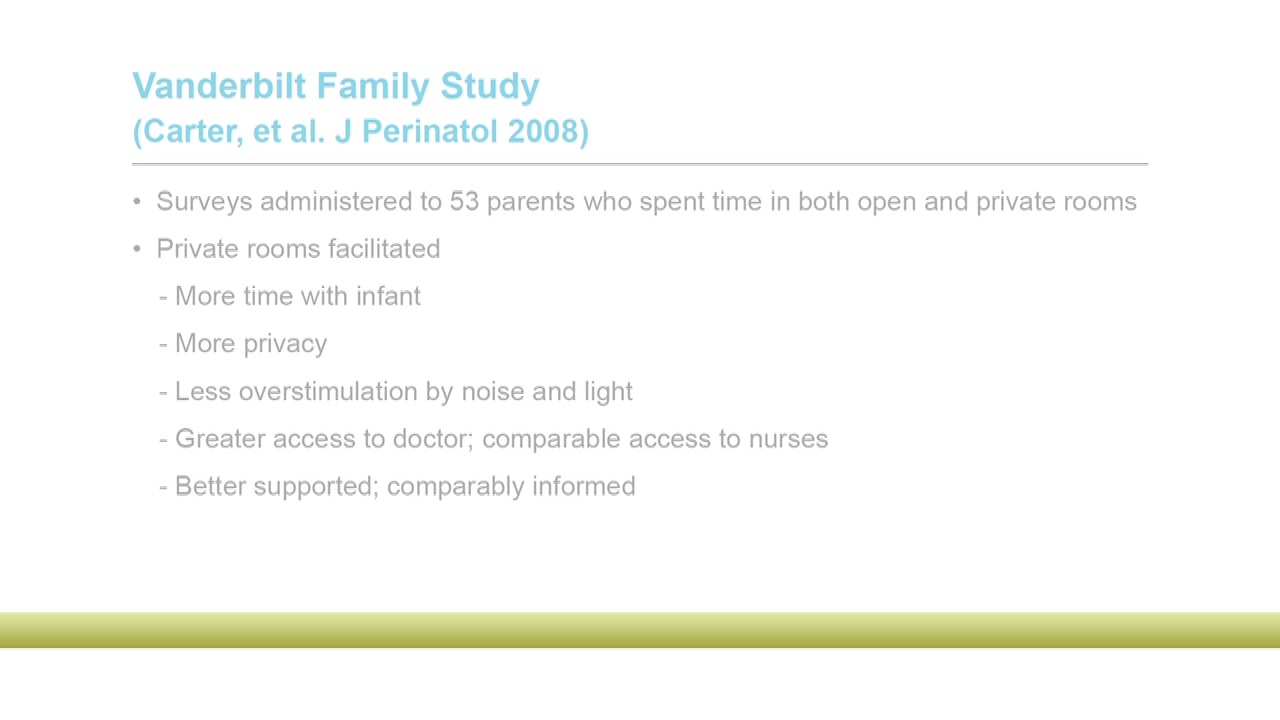 Vanderbilt Family Study
(Carter, et al. J Perinatol 2008)
• Surveys administered to 53 parents who spent time in both open and private rooms
• Private rooms facilitated
- More time with infant
- More privacy
- Less overstimulation by noise and light
- Greater access to doctor; comparable access to nurses
- Better supported; comparably informed